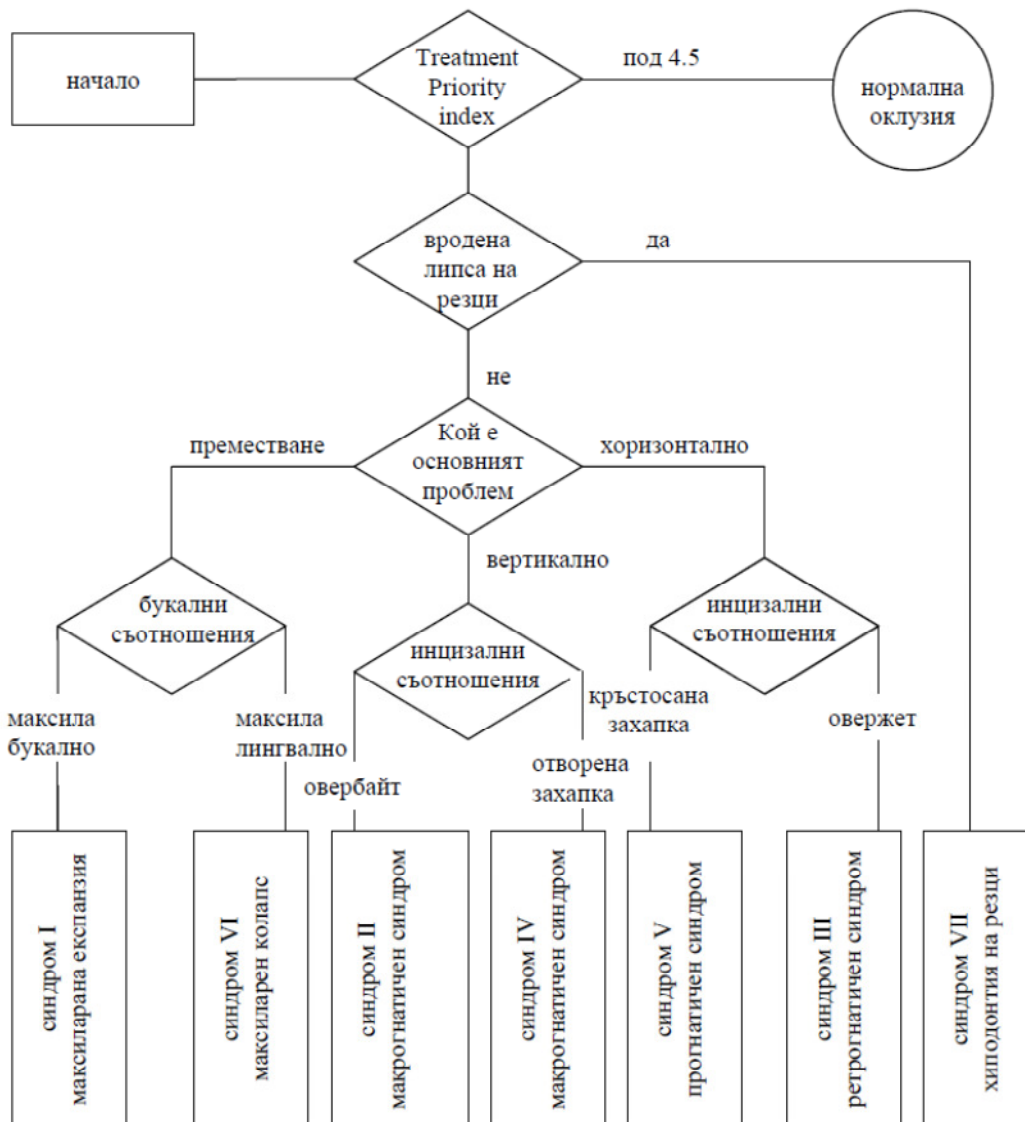 начало
Treatment
Priority
index
под 4.5
нормална
оклузия
вродена
липса на
резци
да
не
Кой е
основният
проблем
преместване
хоризонтално
вертикално
букални
съотношения
инцизални
съотношения
инцизални
съотношения
максила
букално
максила
лингвално
овербайт
отворена
захапка
кръстосана
захапка
овержет
синдром I
максиларана експанзия
синдром VI
максиларен колапс
синдром II
макрогнатичен синдром
синдром IV
макрогнатичен синдром
синдром V
прогнатичен синдром
синдром III
ретрогнатичен синдром
синдром VII
хиподонтия на резци